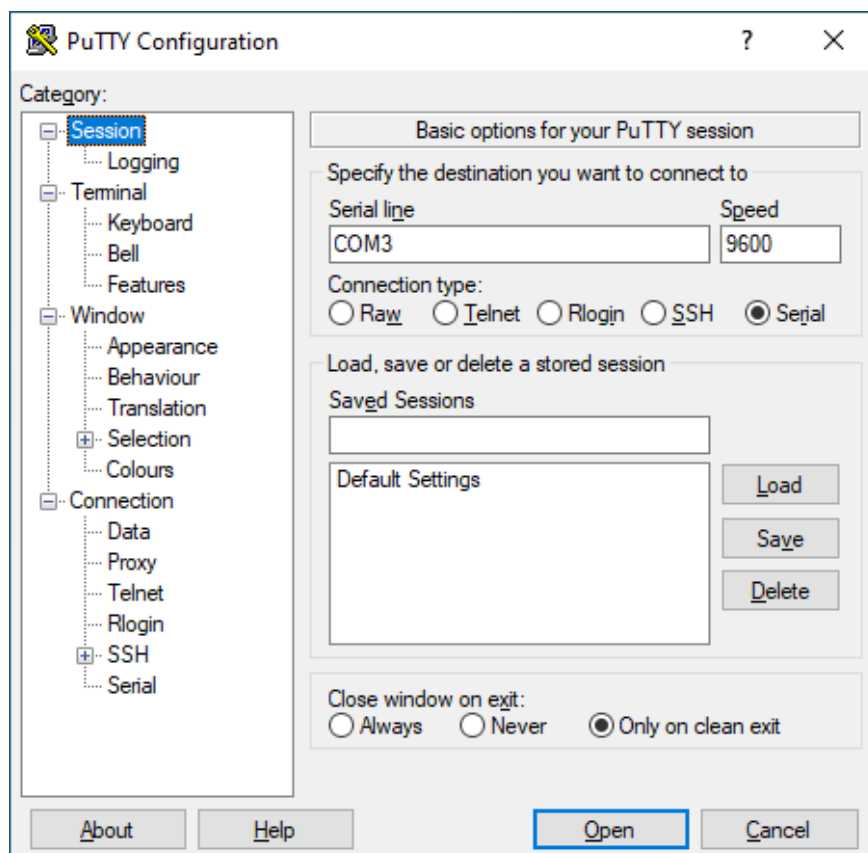 PuTTY Configuration
?
Category:
Session
Logging
Terminal
Keyboard
Bell
Features
Window
Appearance
Behaviour
Translation
Selection
Colours
Connection
Data
Proxy
Telnet
Rlogin
SSH
Serial
Basic options for your PuTTY session
Specify the destination you want to connect to
Serial line Speed
COM3 9600
Connection type:
Raw Telnet Rlogin SSH Serial
Load, save or delete a stored session
Saved Sessions
Default Settings
Load
Save
Delete
Close window on exit:
Always Never Only on clean exit
About Help Open Cancel